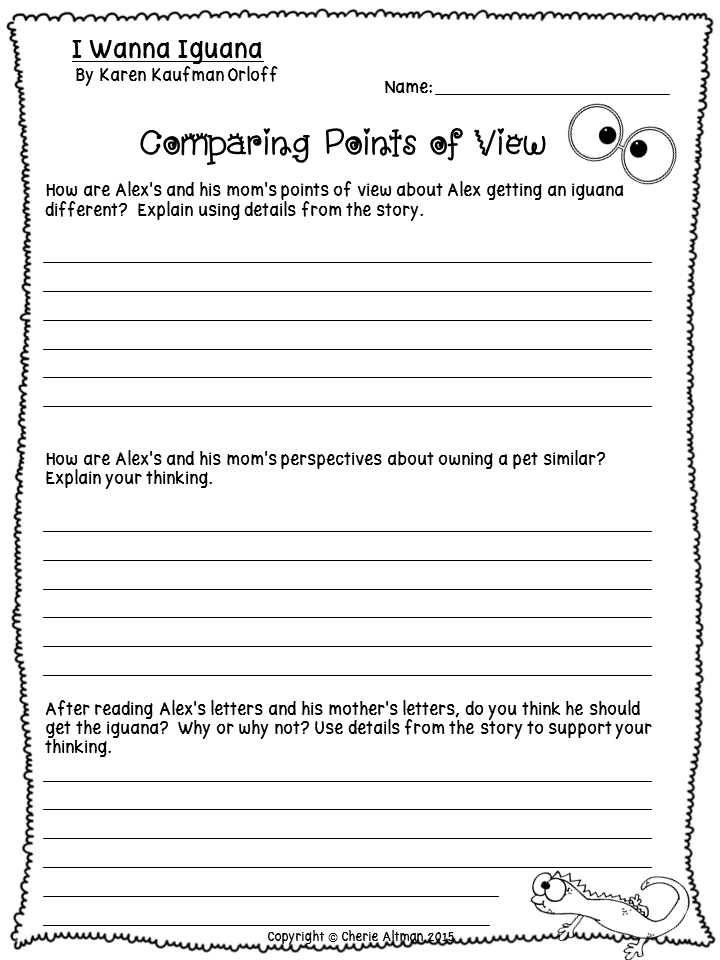 I Wanna Iguana
By Karen Kaufman Orloff
Name:
Comparing Points of View
How are Alex's and his mom's points of view about Alex getting an iguana
different?  Explain using details from the story.
How are Alex's and his mom's perspectives about owning a pet similar?
Explain your thinking.
After reading Alex's letters and his mother's letters, do you think he should
get the iguana?  Why or why not? Use details from the story to support your
thinking.
Copyright © Cherie Altman 2015